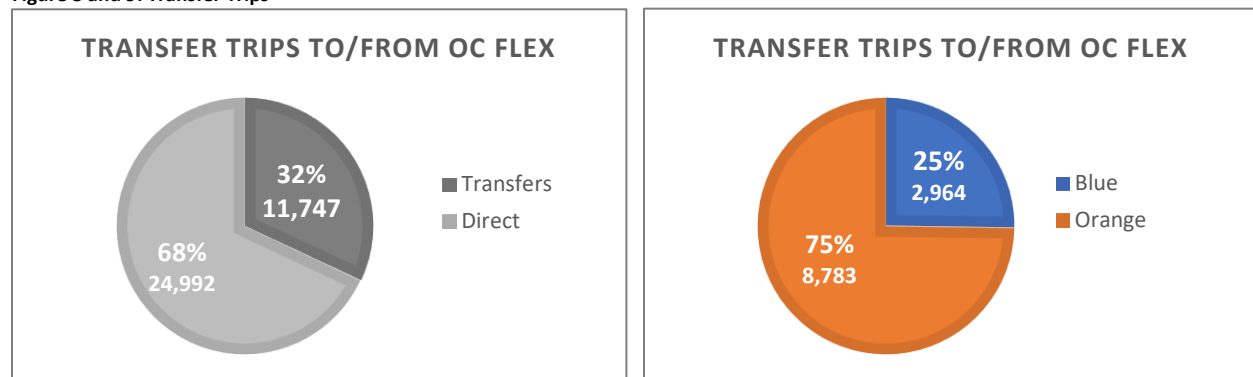 TRANSFER TRIPS TO/FROM OC FLEX
32%
11,747
68%
24,992
Transfers
Direct
TRANSFER TRIPS TO/FROM OC FLEX
25%
2,964
75%
8,783
Blue
Orange